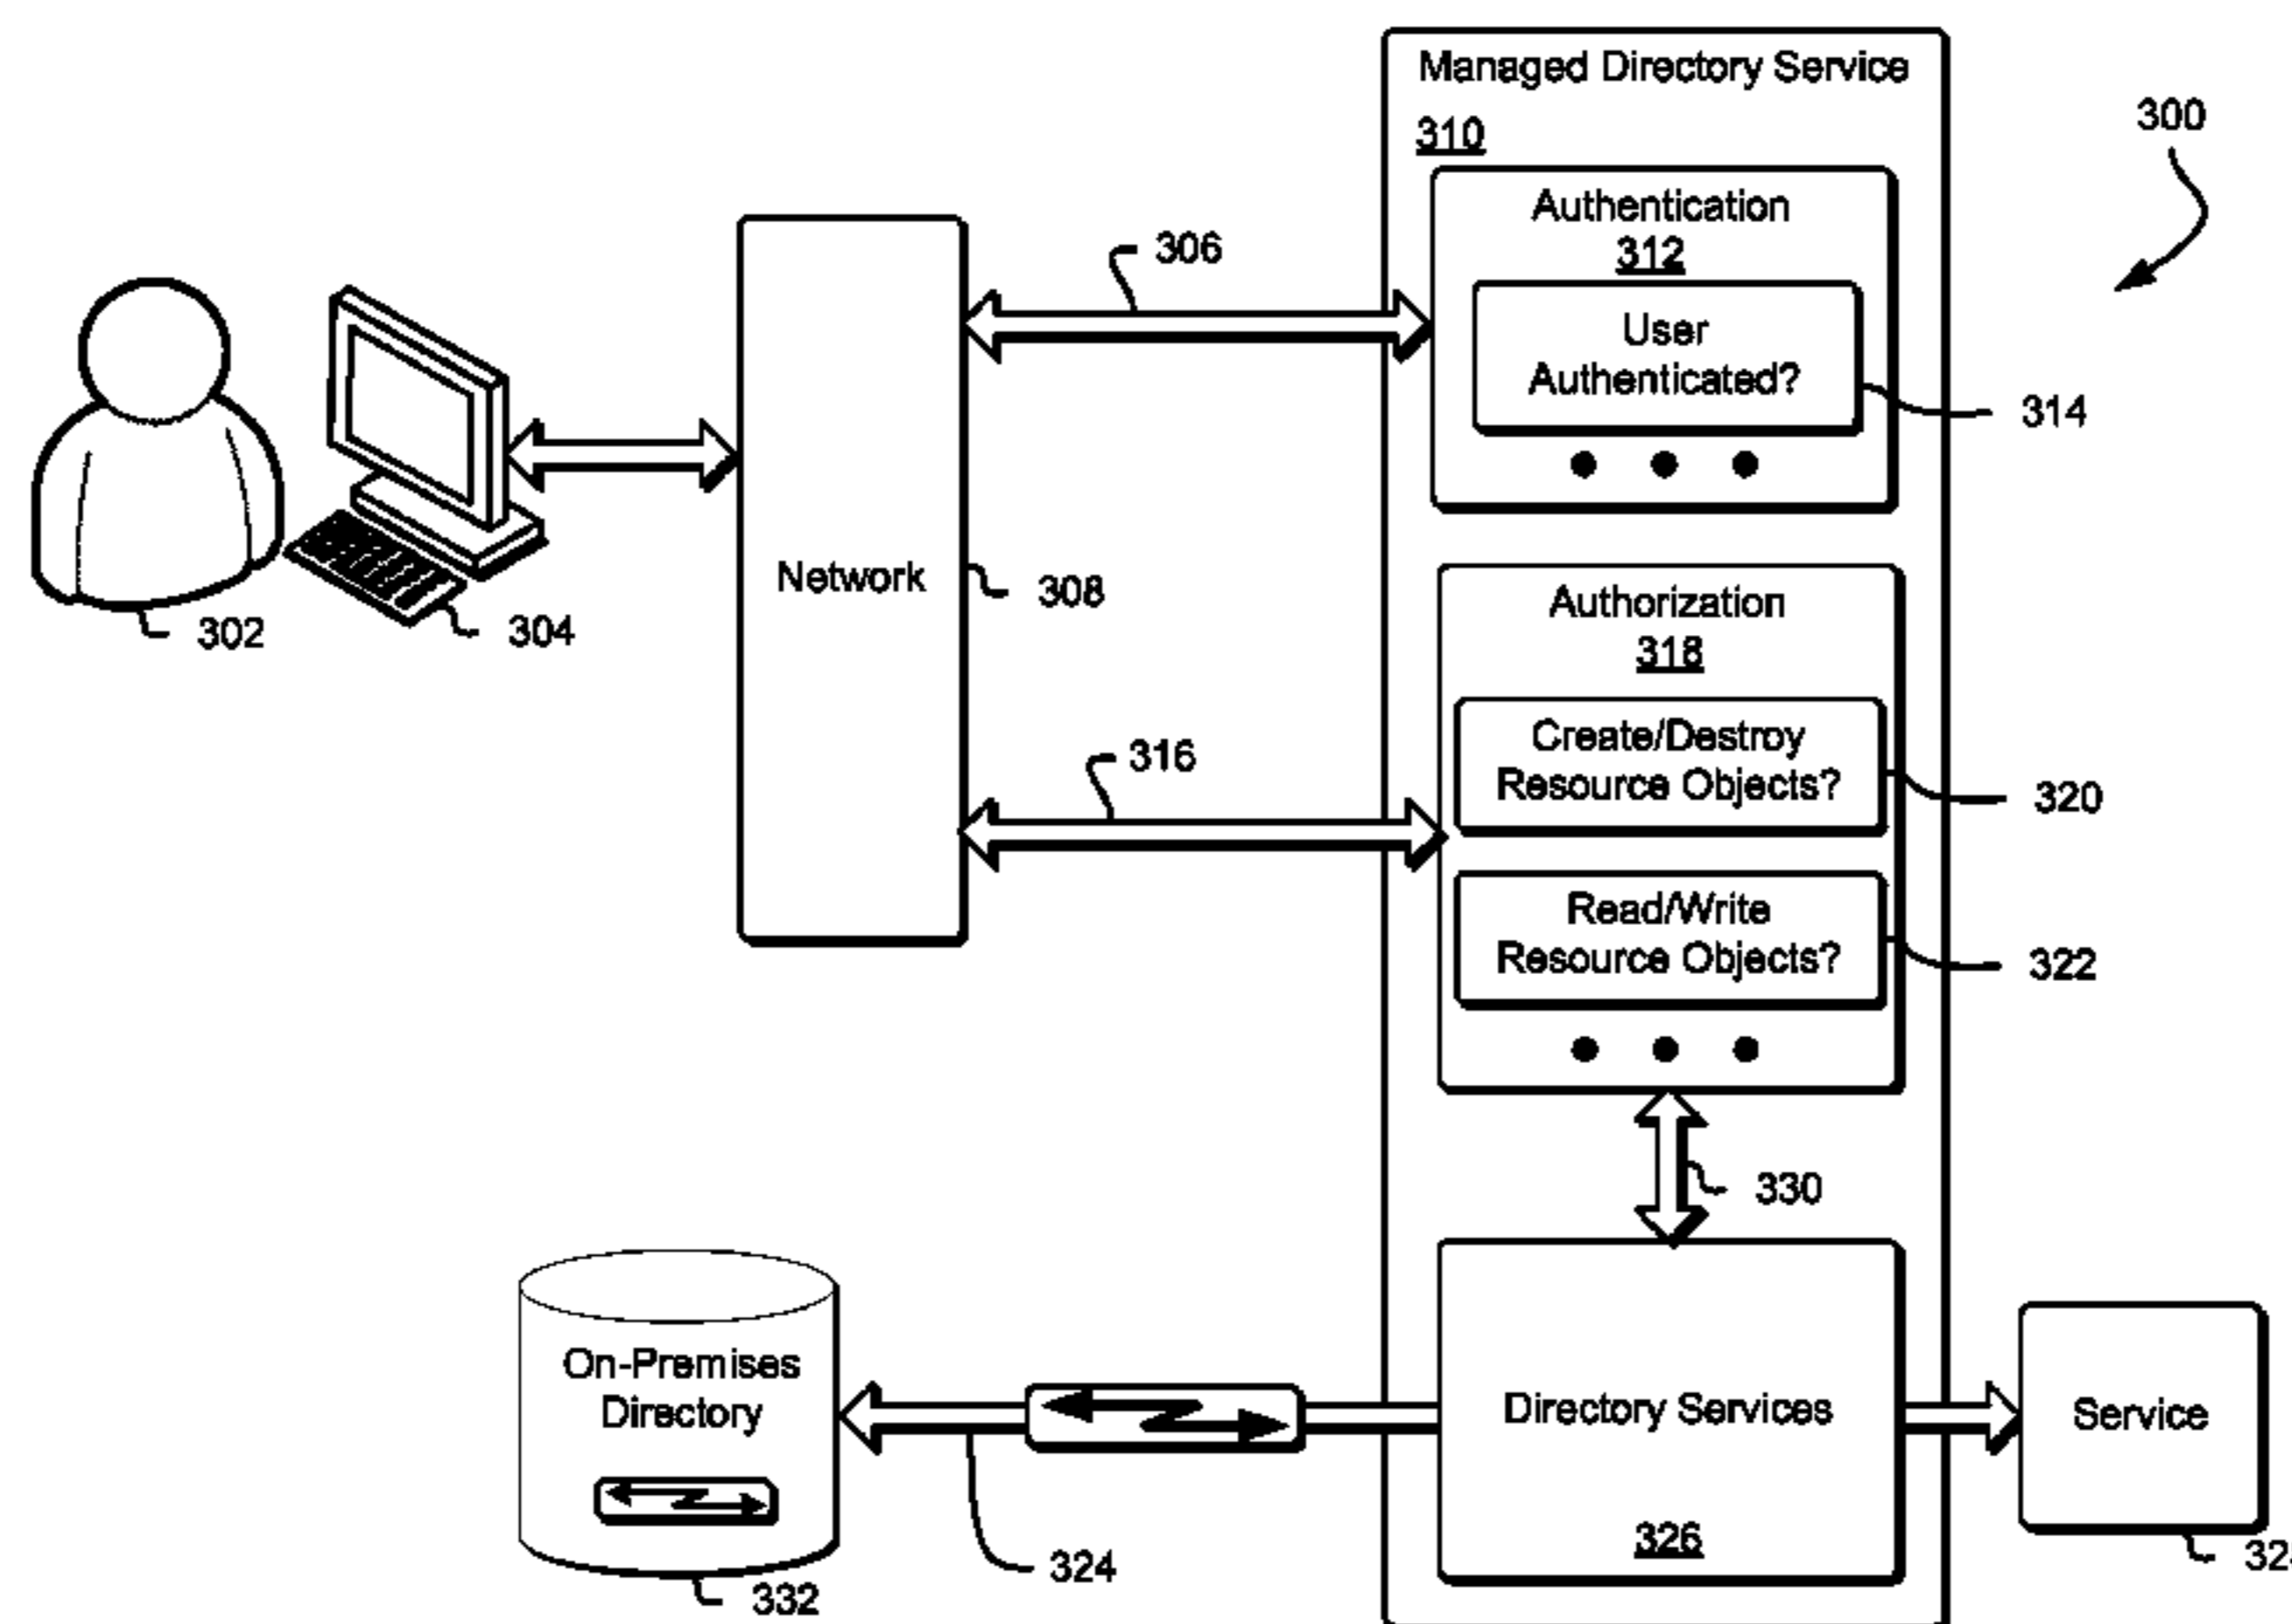 Managed Directory Service
310
300
Authentication
312
306
User
Authenticated?
314
Network
308
302
304
Authorization
318
316
Create/Destroy
Resource Objects?
320
Read/Write
Resource Objects?
322
330
On-Premises
Directory
Directory Services
Service
326
324
332